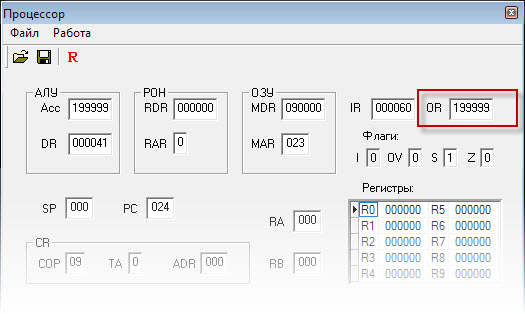 Процессор
Файл Работа
R
АЛУ РОН ОЗУ
Acc 199999 RDR 000000 MDR 090000 IR 000060 OR 199999
DR 000041 RAR 0 MAR 023
Флаги:
I 0 OV 0 S 1 Z 0
SP 000 PC 024 RA 000
Регистры:
R0 000000 R5 000000
R1 000000 R6 000000
R2 000000 R7 000000
R3 000000 R8 000000
R4 000000 R9 000000
CR
COP 09 TA 0 ADR 000 RB 000